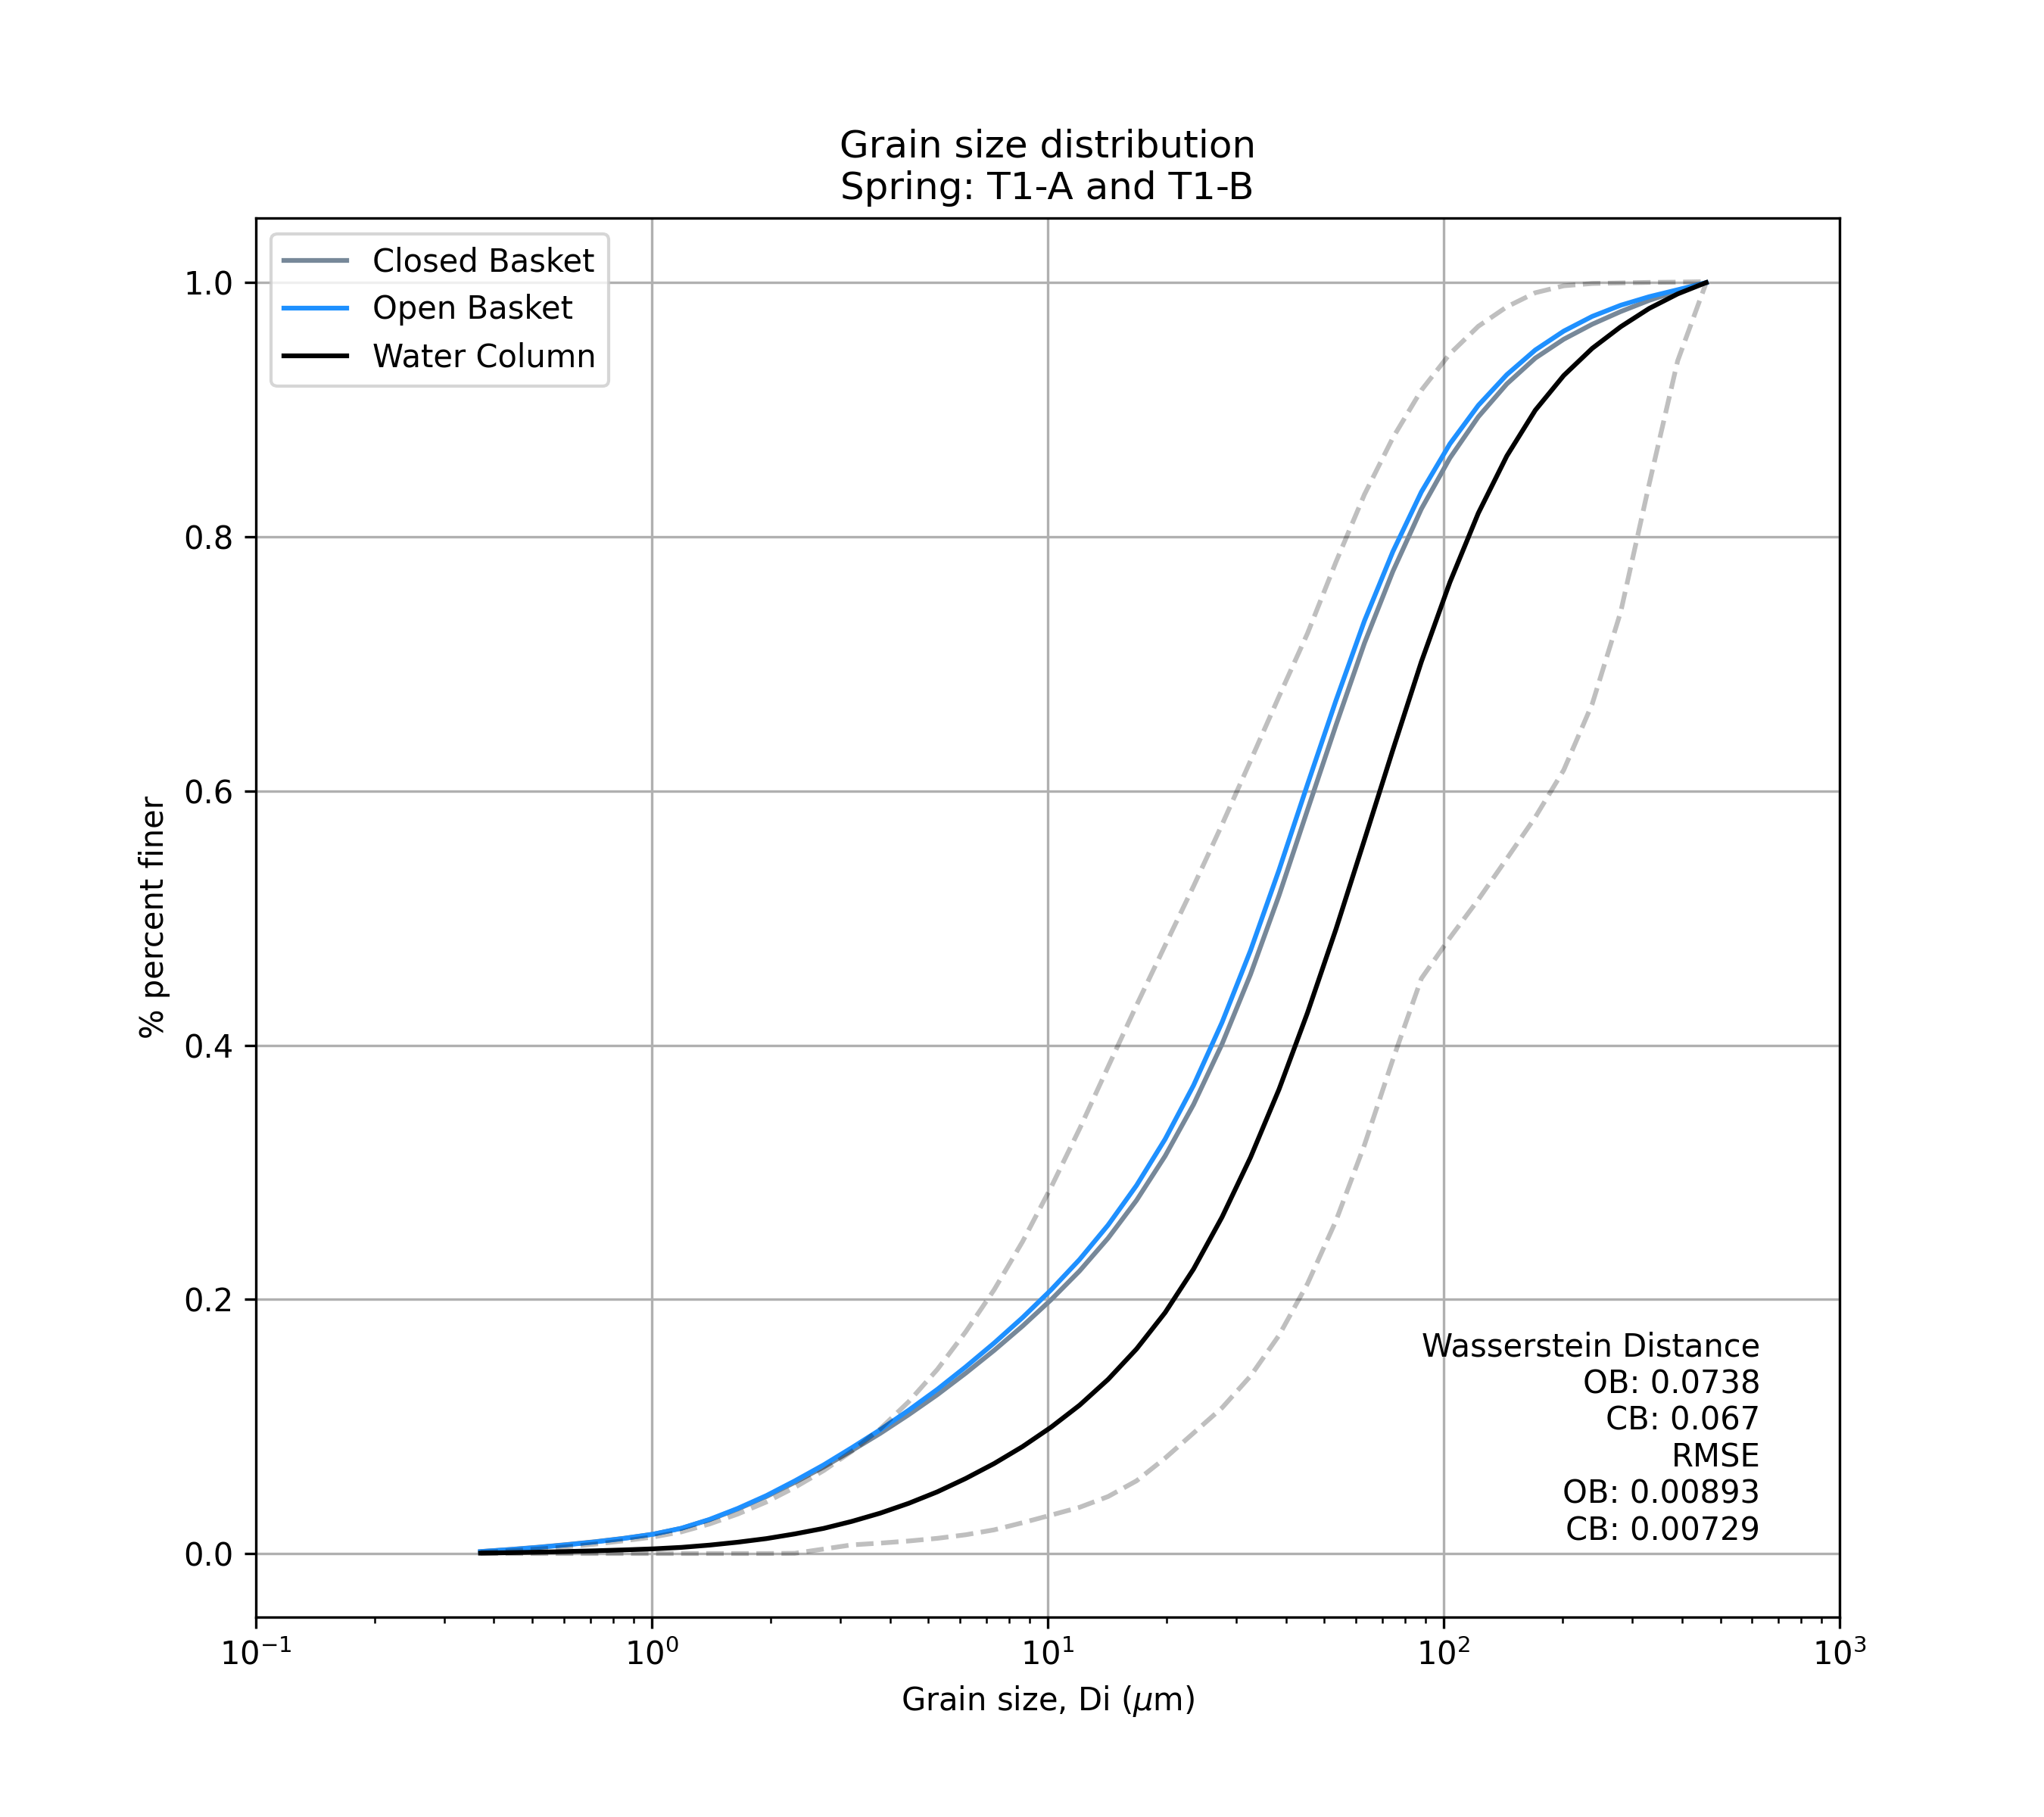 Grain size distribution
Spring: T1-A and T1-B
Closed Basket
Open Basket
Water Column
1.0
0.8
0.6
0.4
0.2
0.0
% percent finer
Wasserstein Distance
OB: 0.0738
CB: 0.067
RMSE
OB: 0.00893
CB: 0.00729
10⁻¹ 10⁰ 10¹ 10² 10³
Grain size, Di (μm)